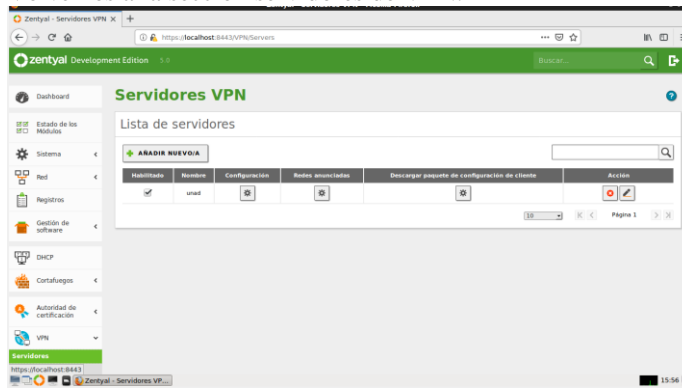 Zentyal - Servidores VPN
https://localhost:8443/VPN/Servers
zentyal Development Edition 5.0
Buscar...
Dashboard
Servidores VPN
Estado de los
Módulos
Lista de servidores
Sistema
AÑADIR NUEVO/A
Red
Habilitado Nombre Configuración Redes anunciadas Descargar paquete de configuración de cliente Acción
unad
Registros
Gestión de
software
10 Página 1
DHCP
Cortafuegos
Autoridad de
certificación
VPN
Servidores
https://localhost:8443
Zentyal - Servidores VP...
15:56